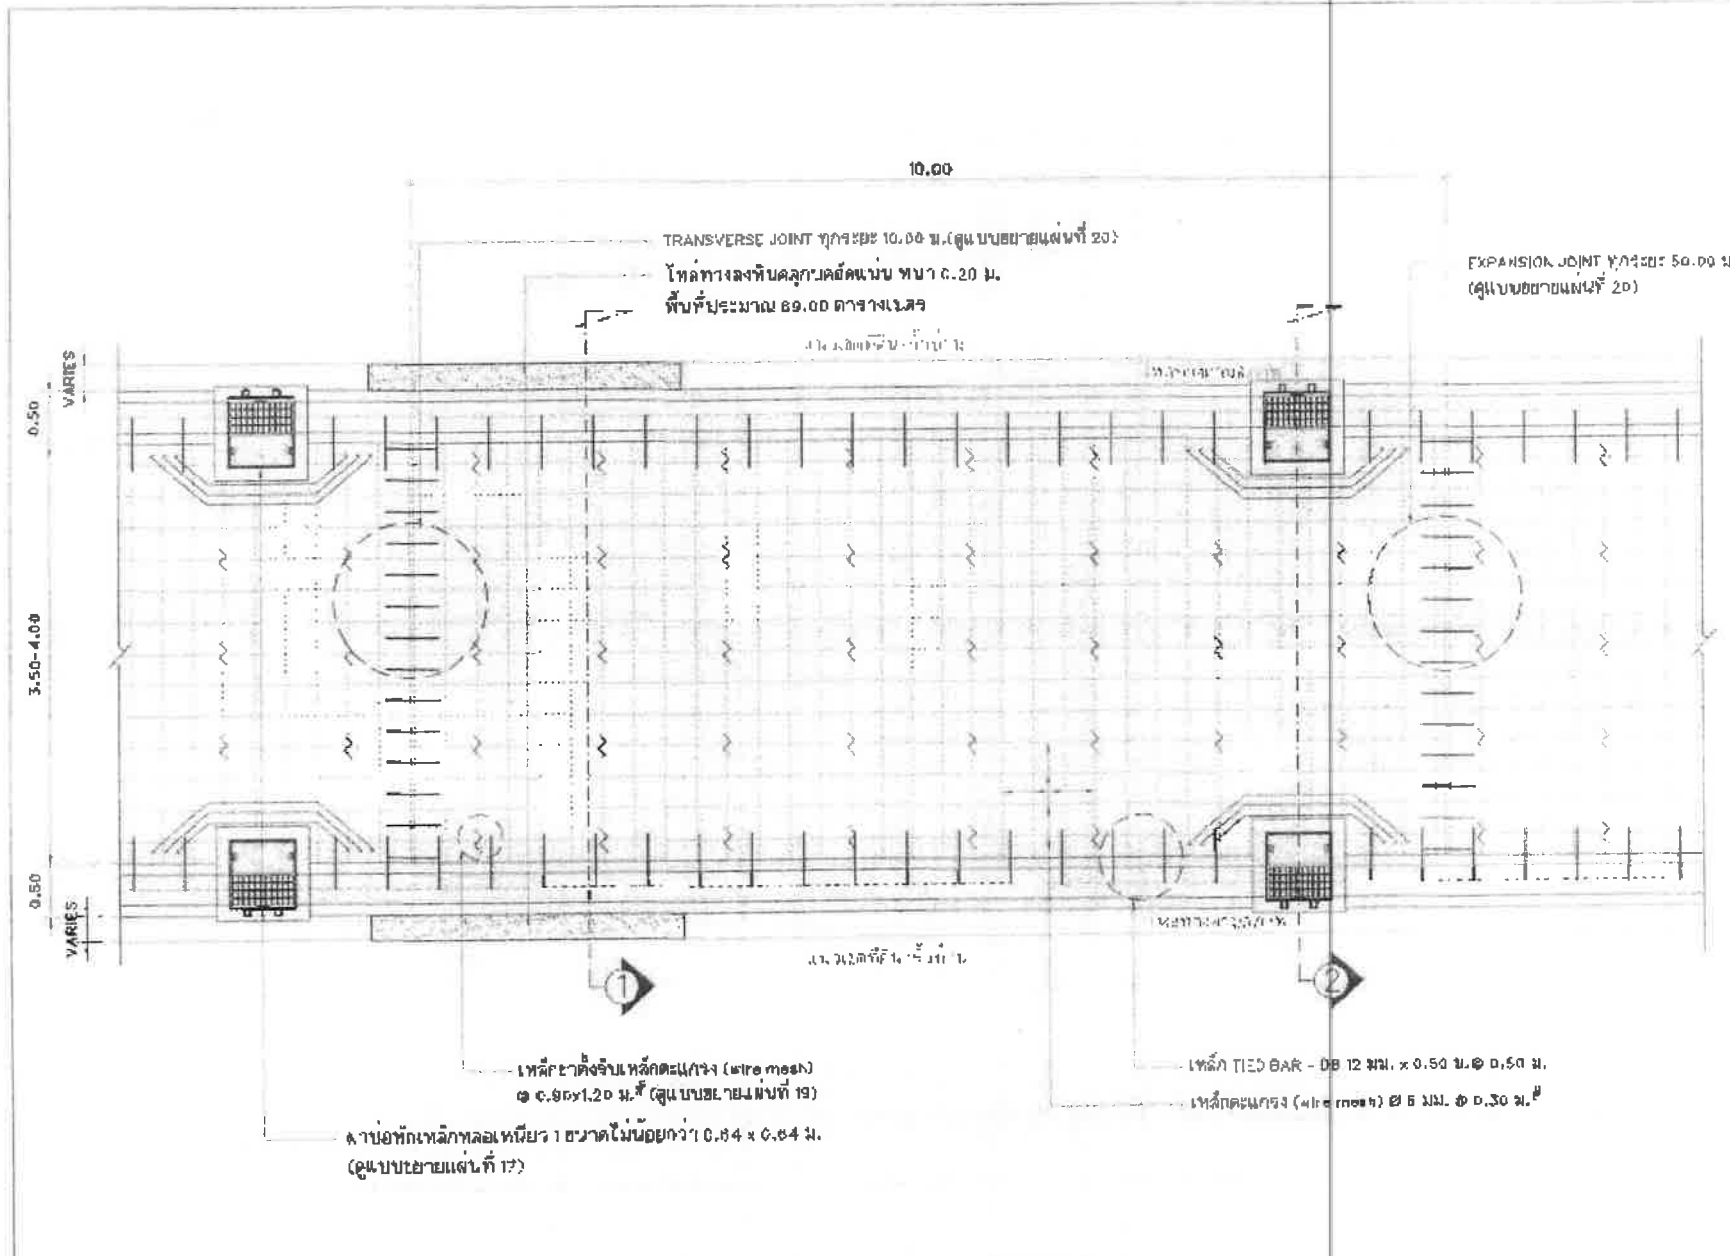 10.00
TRANSVERSE JOINT ทุกระยะ 10.00 ม.(ดูแบบขยายแผ่นที่ 20)
ไหล่ทางลงหินคลุกบดอัดแน่น หนา 0.20 ม.
พื้นที่ประมาณ 69.00 ตารางเมตร
EXPANSION JOINT ทุกระยะ 50.00 ม
(ดูแบบขยายแผ่นที่ 20)
VARIES
0.50
3.50-4.00
0.50
VARIES
1
2
เหล็กขาตั้งรับเหล็กตะแกรง (wire mesh)
@ 0.90x1.20 ม.# (ดูแบบขยายแผ่นที่ 19)
ฝาบ่อพักเหล็กหล่อเหนียว 1 ขนาดไม่น้อยกว่า 0.64 x 0.64 ม.
(ดูแบบขยายแผ่นที่ 17)
เหล็ก TIED BAR - DB 12 มม. x 0.50 ม.@ 0.50 ม.
เหล็กตะแกรง (wire mesh) Ø 6 มม. @ 0.30 ม.#